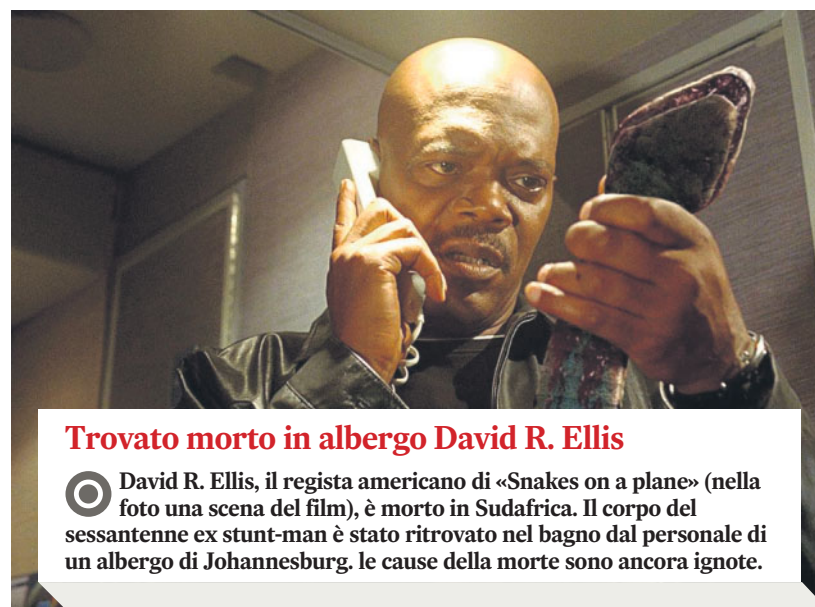 Trovato morto in albergo David R. Ellis
David R. Ellis, il regista americano di «Snakes on a plane» (nella
foto una scena del film), è morto in Sudafrica. Il corpo del
sessantenne ex stunt-man è stato ritrovato nel bagno dal personale di
un albergo di Johannesburg. le cause della morte sono ancora ignote.